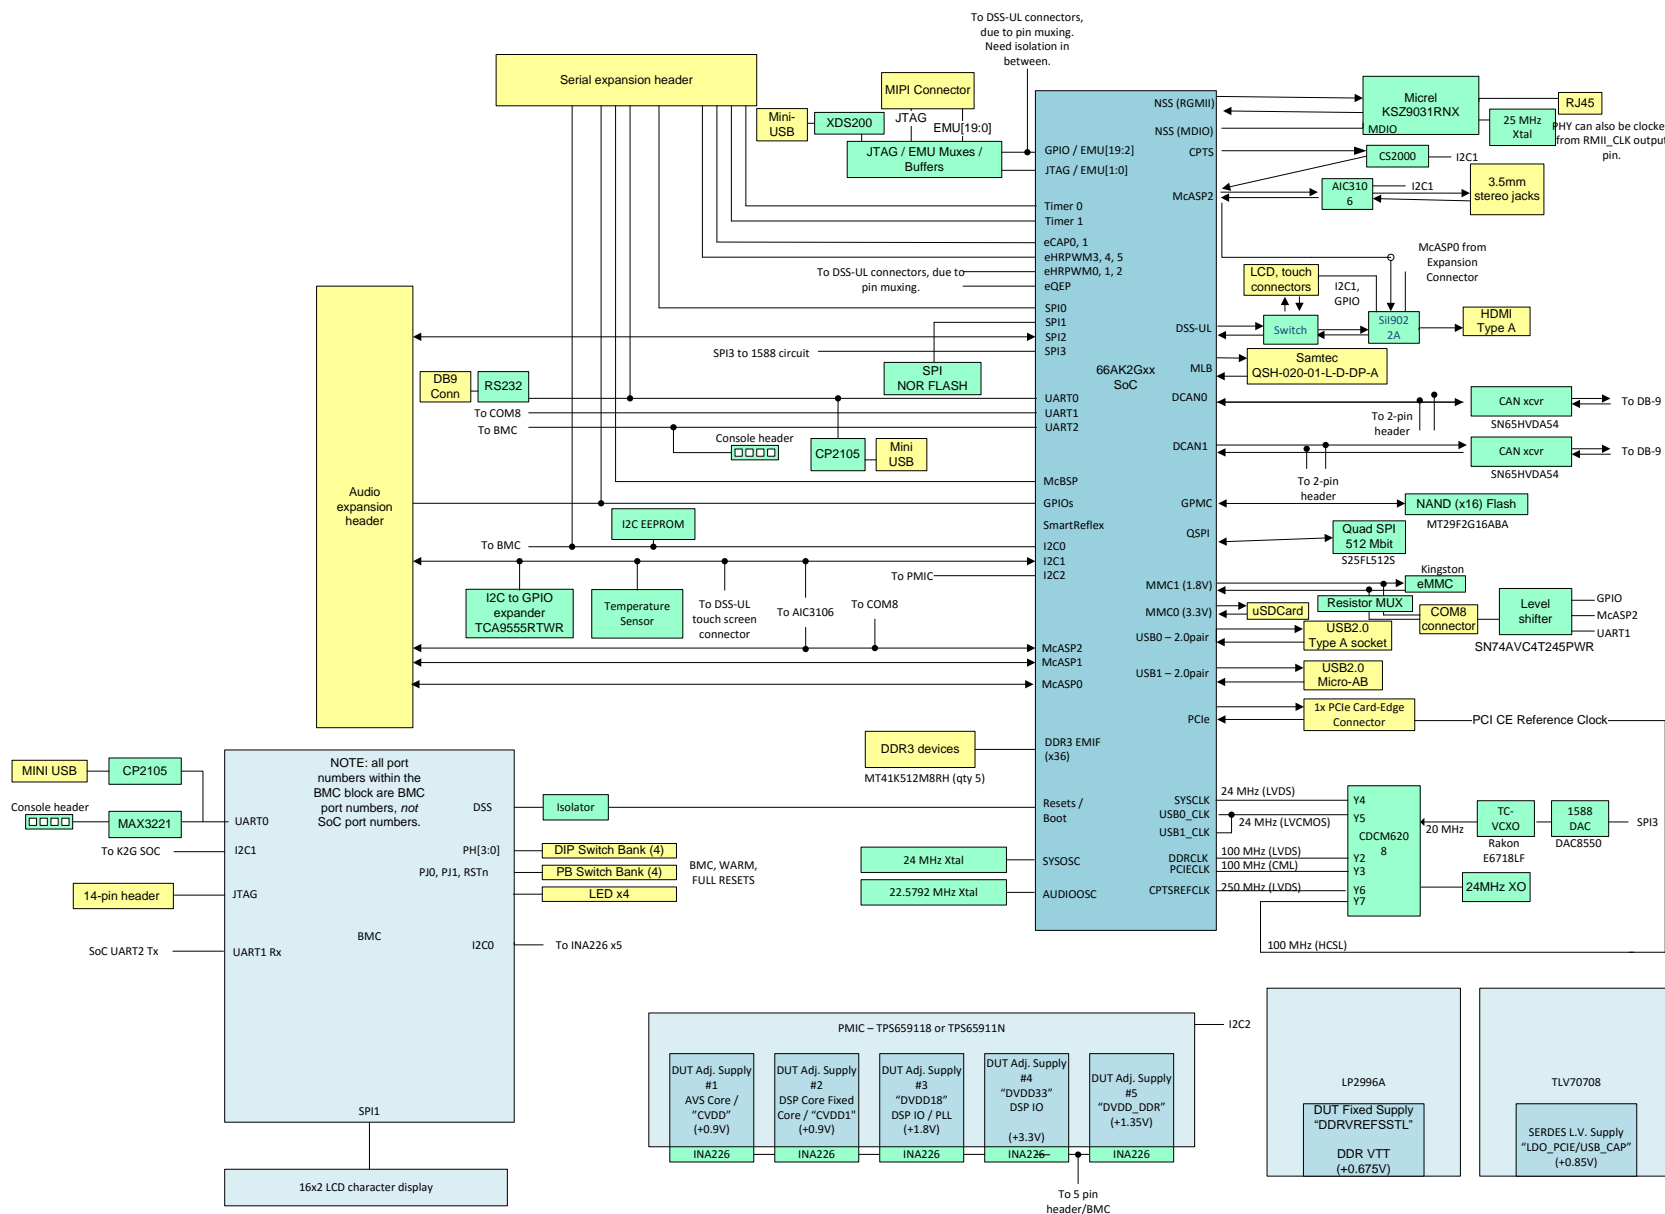 To DSS-UL connectors,
due to pin muxing.
Need isolation in
between.
Serial expansion header
MIPI Connector
JTAG
EMU[19:0]
Mini-
USB
XDS200
JTAG / EMU Muxes /
Buffers
GPIO / EMU[19:2]
JTAG / EMU[1:0]
Timer 0
Timer 1
eCAP0, 1
eHRPWM3, 4, 5
eHRPWM0, 1, 2
eQEP
To DSS-UL connectors, due to
pin muxing.
SPI0
SPI1
SPI2
SPI3
SPI3 to 1588 circuit
SPI
NOR FLASH
66AK2Gxx
SoC
DB9
Conn
RS232
UART0
UART1
UART2
To COM8
To BMC
Console header
CP2105
Mini
USB
Audio
expansion
header
McBSP
GPIOs
SmartReflex
I2C0
I2C1
I2C2
I2C EEPROM
To BMC
To PMIC
I2C to GPIO
expander
TCA9555RTWR
Temperature
Sensor
To DSS-UL
touch screen
connector
To AIC3106
To COM8
McASP2
McASP1
McASP0
DDR3 devices
MT41K512M8RH (qty 5)
DDR3 EMIF
(x36)
Resets /
Boot
24 MHz Xtal
SYSOSC
22.5792 MHz Xtal
AUDIOOSC
NSS (RGMII)
NSS (MDIO)
CPTS
McASP2
DSS-UL
MLB
DCAN0
DCAN1
GPMC
QSPI
MMC1 (1.8V)
MMC0 (3.3V)
USB0 – 2.0pair
USB1 – 2.0pair
PCIe
SYSCLK
USB0_CLK
USB1_CLK
DDRCLK
PCIECLK
CPTSREFCLK
Micrel
KSZ9031RNX
MDIO
RJ45
25 MHz
Xtal
PHY can also be clocke
from RMII_CLK output
pin.
CS2000
I2C1
AIC310
6
I2C1
3.5mm
stereo jacks
McASP0 from
Expansion
Connector
LCD, touch
connectors
I2C1,
GPIO
Switch
SiI902
2A
HDMI
Type A
Samtec
QSH-020-01-L-D-DP-A
CAN xcvr
SN65HVDA54
To DB-9
To 2-pin
header
CAN xcvr
SN65HVDA54
To DB-9
To 2-pin
header
NAND (x16) Flash
MT29F2G16ABA
Quad SPI
512 Mbit
S25FL512S
Kingston
eMMC
Resistor MUX
uSDCard
COM8
connector
Level
shifter
GPIO
McASP2
UART1
SN74AVC4T245PWR
USB2.0
Type A socket
USB2.0
Micro-AB
1x PCIe Card-Edge
Connector
PCI CE Reference Clock
24 MHz (LVDS)
24 MHz (LVCMOS)
100 MHz (LVDS)
100 MHz (CML)
250 MHz (LVDS)
100 MHz (HCSL)
Y4
Y5
Y2
Y3
Y6
Y7
CDCM620
8
20 MHz
TC-
VCXO
Rakon
E6718LF
1588
DAC
DAC8550
SPI3
24MHz XO
MINI USB
CP2105
Console header
MAX3221
To K2G SOC
14-pin header
SoC UART2 Tx
NOTE: all port
numbers within the
BMC block are BMC
port numbers, not
SoC port numbers.
UART0
I2C1
JTAG
UART1 Rx
BMC
DSS
PH[3:0]
PJ0, PJ1, RSTn
I2C0
SPI1
Isolator
DIP Switch Bank (4)
PB Switch Bank (4)
LED x4
BMC, WARM,
FULL RESETS
To INA226 x5
16x2 LCD character display
PMIC – TPS659118 or TPS65911N
I2C2
DUT Adj. Supply
#1
AVS Core /
"CVDD"
(+0.9V)
INA226
DUT Adj. Supply
#2
DSP Core Fixed
Core / "CVDD1"
(+0.9V)
INA226
DUT Adj. Supply
#3
“DVDD18”
DSP IO / PLL
(+1.8V)
INA226
DUT Adj. Supply
#4
“DVDD33”
DSP IO
(+3.3V)
INA226
DUT Adj. Supply
#5
“DVDD_DDR”
(+1.35V)
INA226
To 5 pin
header/BMC
LP2996A
DUT Fixed Supply
“DDRVREFSSTL”
DDR VTT
(+0.675V)
TLV70708
SERDES L.V. Supply
“LDO_PCIE/USB_CAP”
(+0.85V)